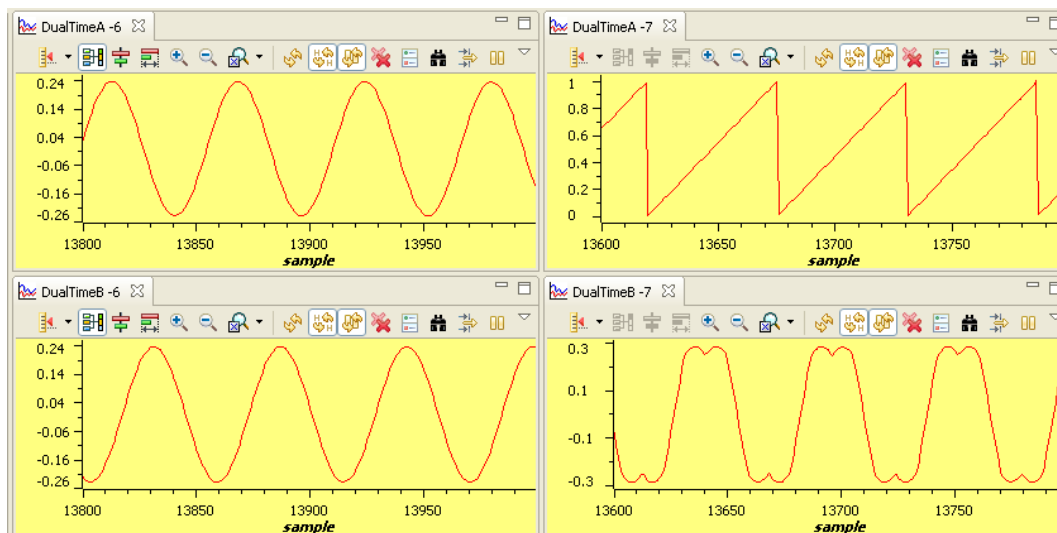 DualTimeA -6
0.24
0.14
0.04
-0.06
-0.16
-0.26
13800 13850 13900 13950
sample
DualTimeA -7
1
0.8
0.6
0.4
0.2
0
13600 13650 13700 13750
sample
DualTimeB -6
0.24
0.14
0.04
-0.06
-0.16
-0.26
13800 13850 13900 13950
sample
DualTimeB -7
0.3
0.1
-0.1
-0.3
13600 13650 13700 13750
sample